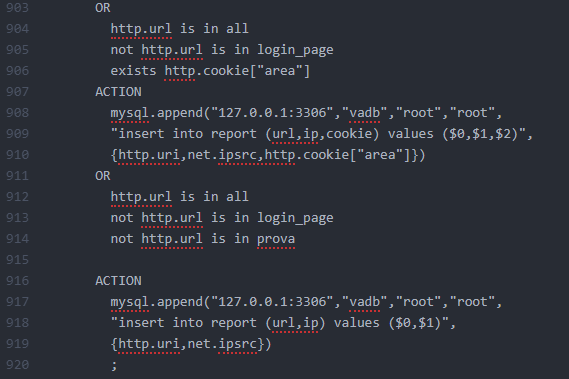 903 OR
904 http.url is in all
905 not http.url is in login_page
906 exists http.cookie["area"]
907 ACTION
908 mysql.append("127.0.0.1:3306","vadb","root","root",
909 "insert into report (url,ip,cookie) values ($0,$1,$2)",
910 {http.uri,net.ipsrc,http.cookie["area"]})
911 OR
912 http.url is in all
913 not http.url is in login_page
914 not http.url is in prova
915
916 ACTION
917 mysql.append("127.0.0.1:3306","vadb","root","root",
918 "insert into report (url,ip) values ($0,$1)",
919 {http.uri,net.ipsrc})
920 ;